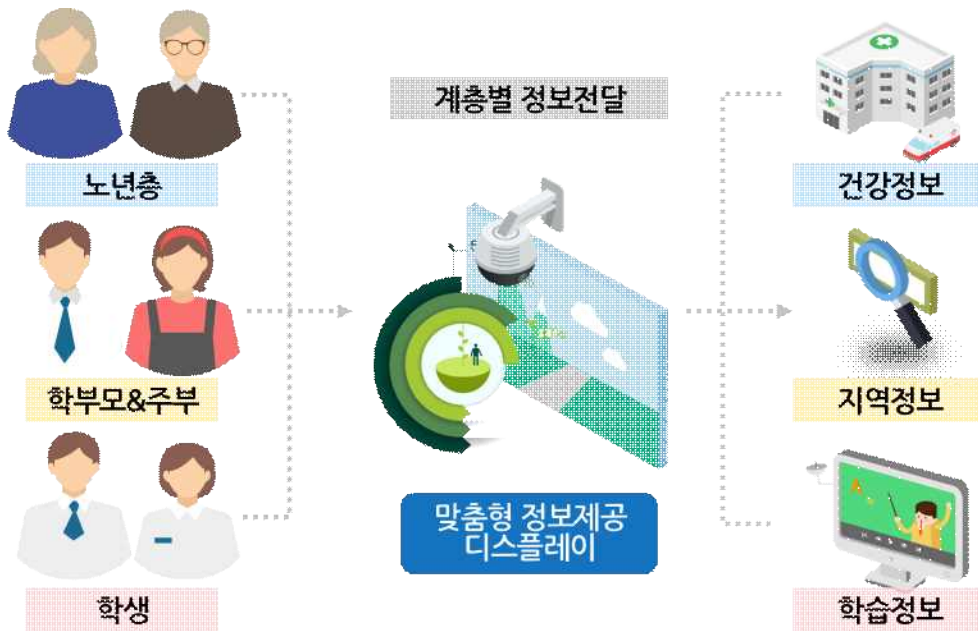 계층별 정보전달
노년층
건강정보
학부모&주부
지역정보
맞춤형 정보제공
디스플레이
학생
학습정보